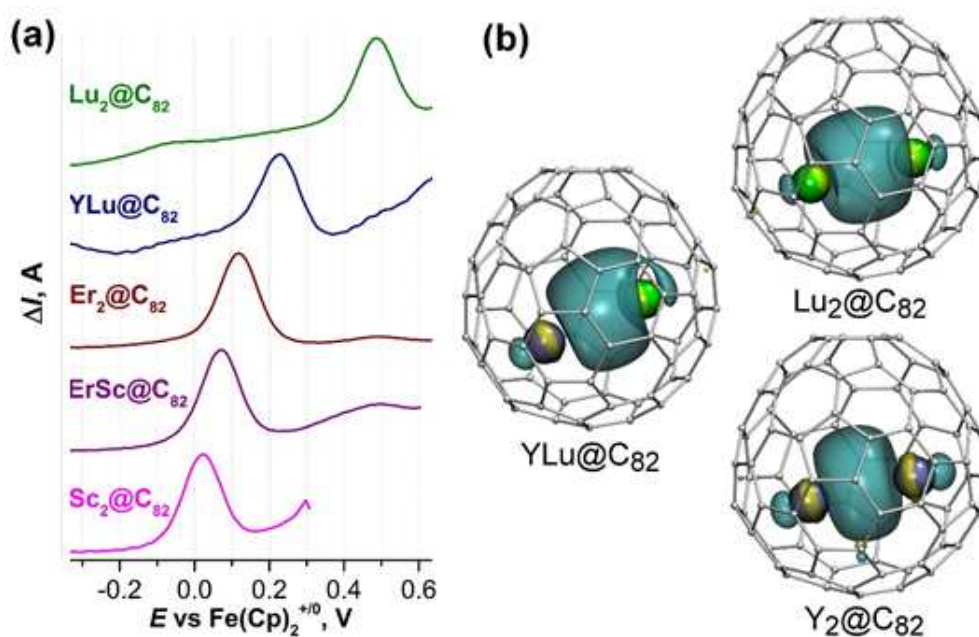 (a)
Lu₂@C₈₂
YLu@C₈₂
Er₂@C₈₂
ErSc@C₈₂
Sc₂@C₈₂
ΔI, A
-0.2 0.0 0.2 0.4 0.6
E vs Fe(Cp)₂⁺/⁰, V
(b)
YLu@C₈₂
Lu₂@C₈₂
Y₂@C₈₂